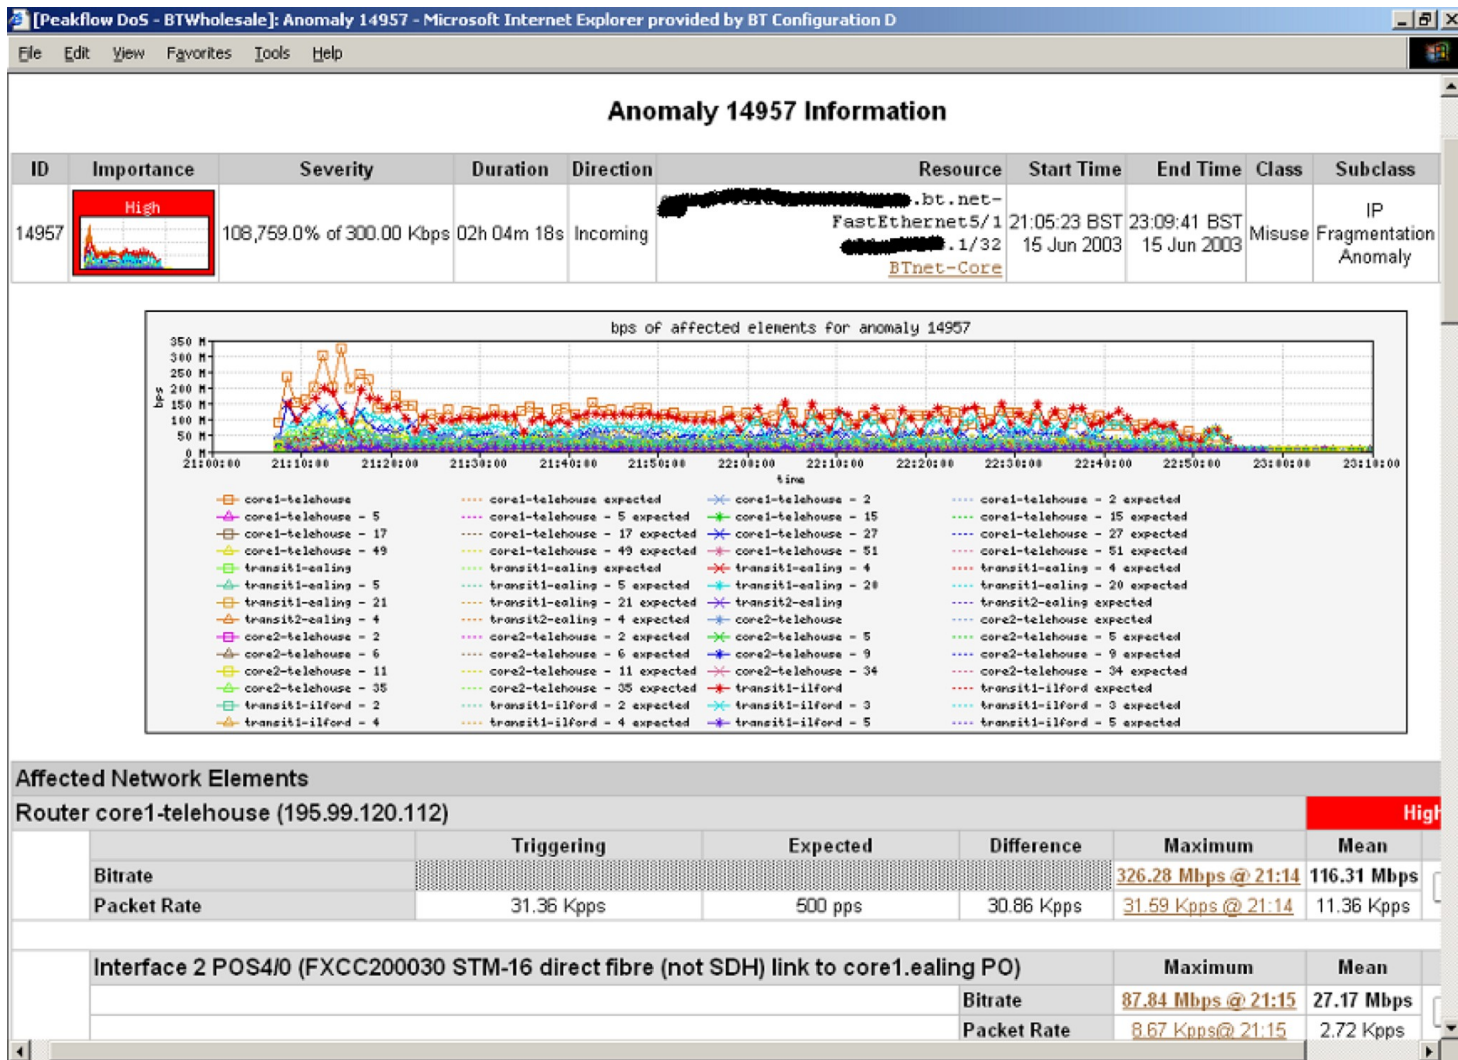 [Peakflow DoS - BTWholesale]: Anomaly 14957 - Microsoft Internet Explorer provided by BT Configuration D
File Edit View Favorites Tools Help
Anomaly 14957 Information
ID Importance Severity Duration Direction Resource Start Time End Time Class Subclass
14957 High 108,759.0% of 300.00 Kbps 02h 04m 18s Incoming .bt.net-FastEthernet5/1 .1/32 BTnet-Core 21:05:23 BST 15 Jun 2003 23:09:41 BST 15 Jun 2003 Misuse IP Fragmentation Anomaly
bps of affected elements for anomaly 14957
350 M
300 M
250 M
200 M
150 M
100 M
50 M
0 M
bps
21:00:00 21:10:00 21:20:00 21:30:00 21:40:00 21:50:00 22:00:00 22:10:00 22:20:00 22:30:00 22:40:00 22:50:00 23:00:00 23:10:00
time
core1-telehouse core1-telehouse expected core1-telehouse - 2 core1-telehouse - 2 expected
core1-telehouse - 5 core1-telehouse - 5 expected core1-telehouse - 15 core1-telehouse - 15 expected
core1-telehouse - 17 core1-telehouse - 17 expected core1-telehouse - 27 core1-telehouse - 27 expected
core1-telehouse - 49 core1-telehouse - 49 expected core1-telehouse - 51 core1-telehouse - 51 expected
transit1-ealing transit1-ealing expected transit1-ealing - 4 transit1-ealing - 4 expected
transit1-ealing - 5 transit1-ealing - 5 expected transit1-ealing - 20 transit1-ealing - 20 expected
transit1-ealing - 21 transit1-ealing - 21 expected transit2-ealing transit2-ealing expected
transit2-ealing - 4 transit2-ealing - 4 expected core2-telehouse core2-telehouse expected
core2-telehouse - 2 core2-telehouse - 2 expected core2-telehouse - 5 core2-telehouse - 5 expected
core2-telehouse - 6 core2-telehouse - 6 expected core2-telehouse - 9 core2-telehouse - 9 expected
core2-telehouse - 11 core2-telehouse - 11 expected core2-telehouse - 34 core2-telehouse - 34 expected
core2-telehouse - 35 core2-telehouse - 35 expected transit1-ilford transit1-ilford expected
transit1-ilford - 2 transit1-ilford - 2 expected transit1-ilford - 3 transit1-ilford - 3 expected
transit1-ilford - 4 transit1-ilford - 4 expected transit1-ilford - 5 transit1-ilford - 5 expected
Affected Network Elements
Router core1-telehouse (195.99.120.112) High
Triggering Expected Difference Maximum Mean
Bitrate 326.28 Mbps @ 21:14 116.31 Mbps
Packet Rate 31.36 Kpps 500 pps 30.86 Kpps 31.59 Kpps @ 21:14 11.36 Kpps
Interface 2 POS4/0 (FXCC200030 STM-16 direct fibre (not SDH) link to core1.ealing PO) Maximum Mean
Bitrate 87.84 Mbps @ 21:15 27.17 Mbps
Packet Rate 8.67 Kpps@ 21:15 2.72 Kpps